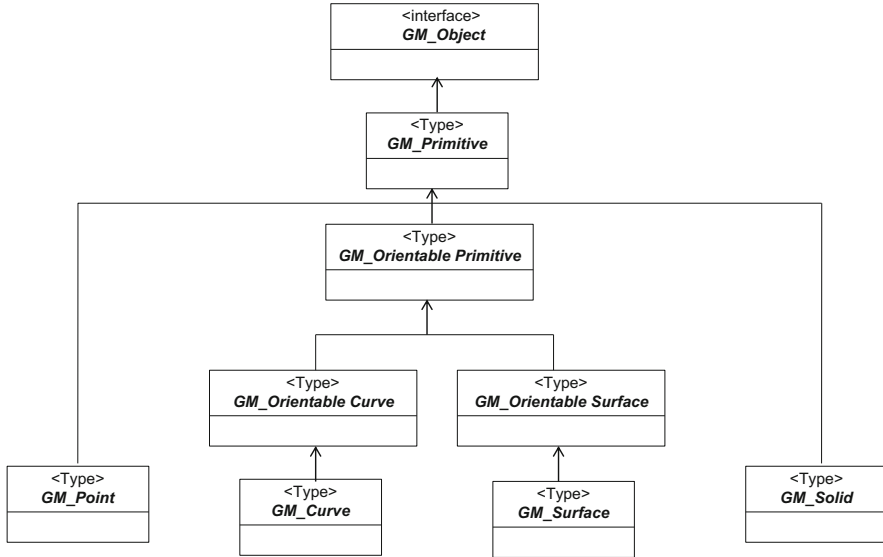 <interface>
GM_Object
<Type>
GM_Primitive
<Type>
GM_Orientable Primitive
<Type>
GM_Orientable Curve
<Type>
GM_Orientable Surface
<Type>
GM_Point
<Type>
GM_Curve
<Type>
GM_Surface
<Type>
GM_Solid